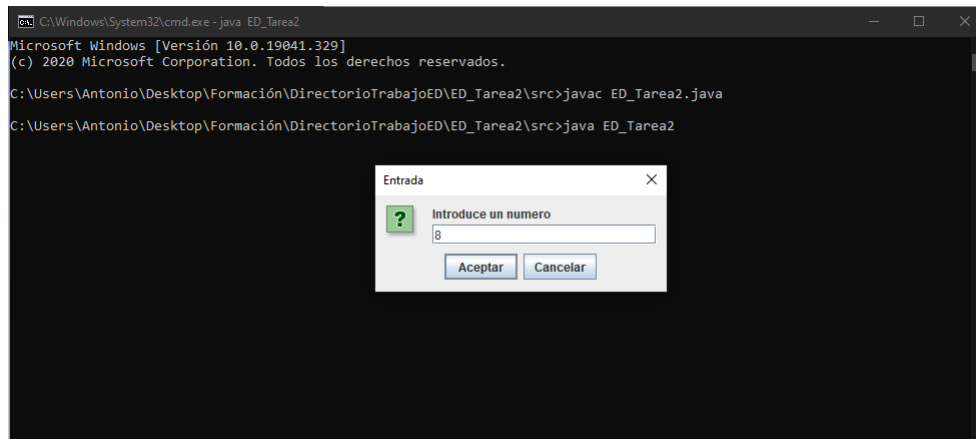 C:\Windows\System32\cmd.exe - java ED_Tarea2
Microsoft Windows [Versión 10.0.19041.329]
(c) 2020 Microsoft Corporation. Todos los derechos reservados.
C:\Users\Antonio\Desktop\Formación\DirectorioTrabajoED\ED_Tarea2\src>javac ED_Tarea2.java
C:\Users\Antonio\Desktop\Formación\DirectorioTrabajoED\ED_Tarea2\src>java ED_Tarea2
Entrada
Introduce un numero
8
Aceptar Cancelar